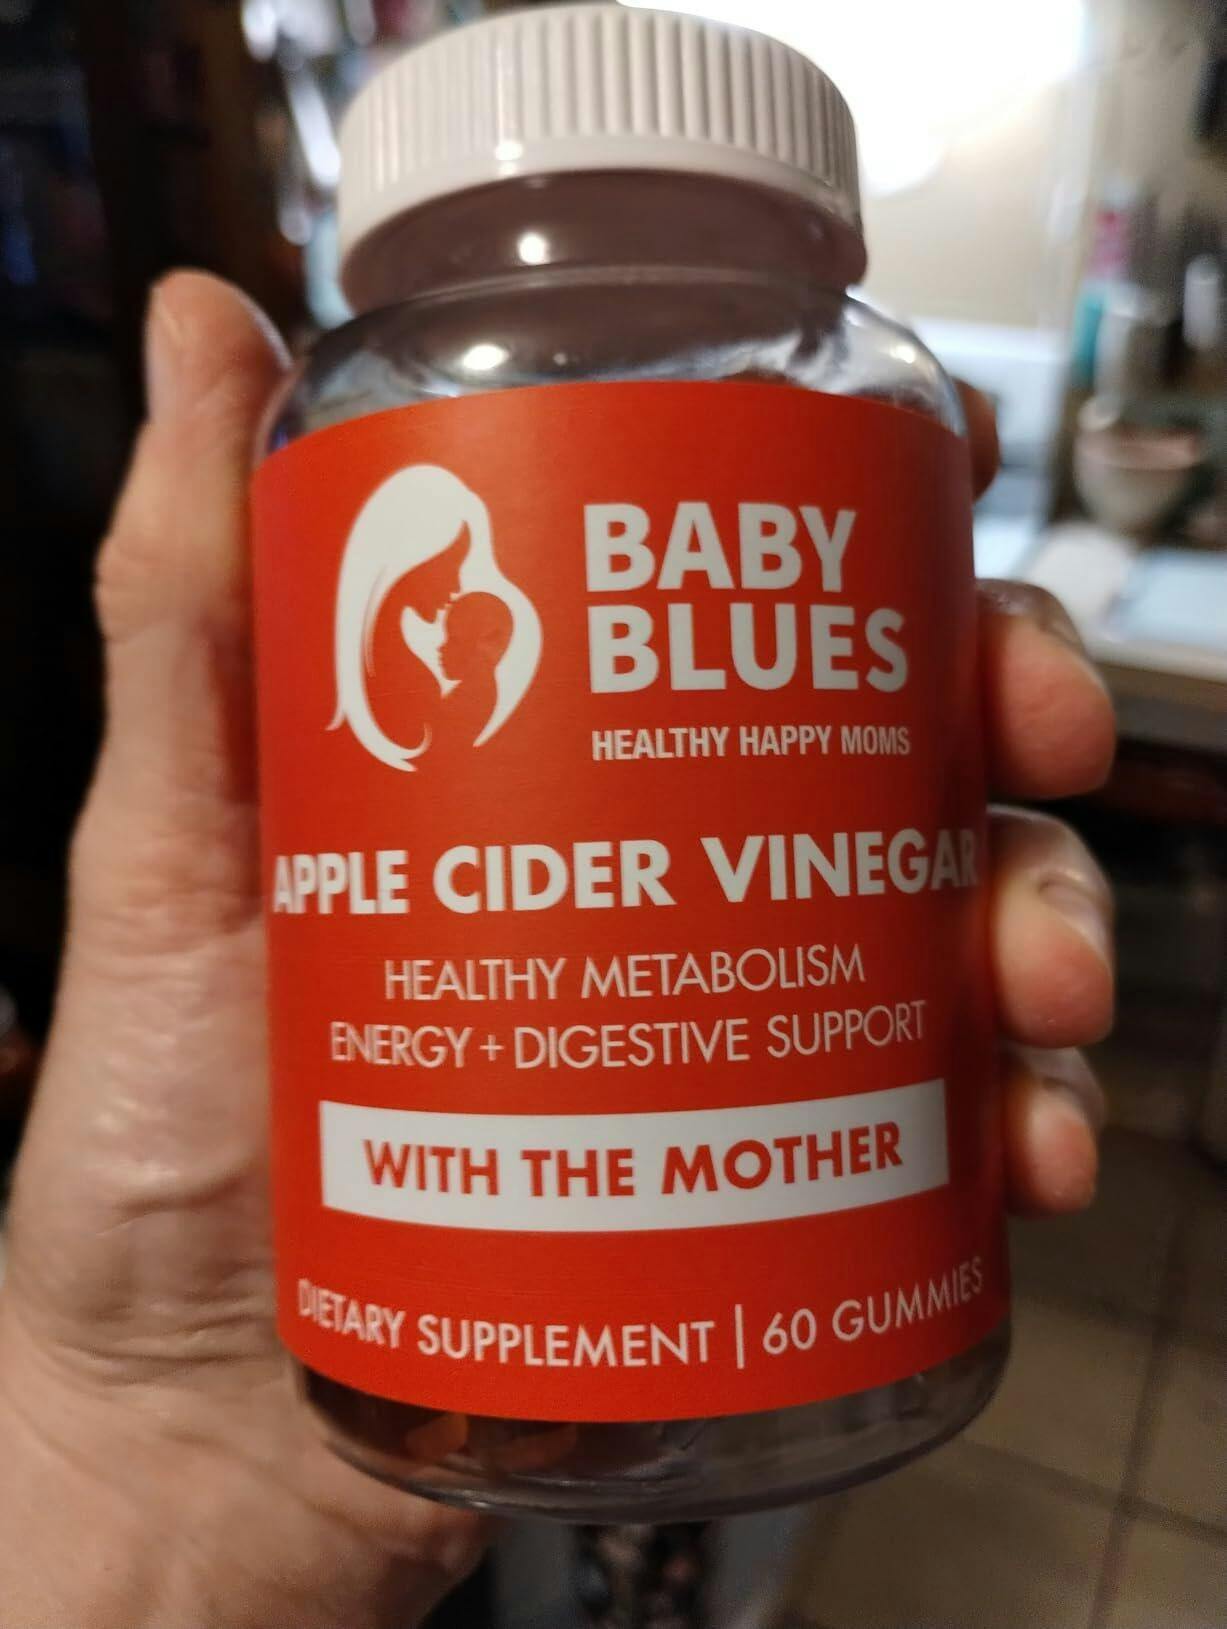 BABY
BLUES
HEALTHY HAPPY MOMS
APPLE CIDER VINEGAR
HEALTHY METABOLISM
ENERGY + DIGESTIVE SUPPORT
WITH THE MOTHER
DIETARY SUPPLEMENT | 60 GUMMIES